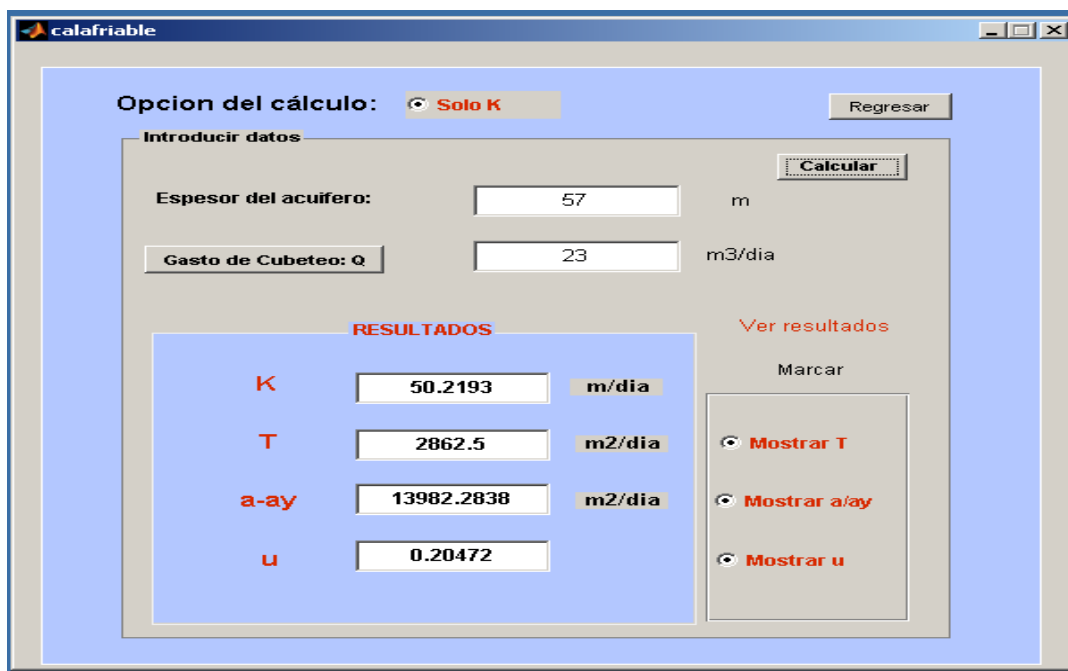 calafriable
Opcion del cálculo: Solo K Regresar
Introducir datos
Calcular
Espesor del acuifero: 57 m
Gasto de Cubeteo: Q 23 m3/dia
RESULTADOS
Ver resultados
Marcar
K 50.2193 m/dia
T 2862.5 m2/dia Mostrar T
a-ay 13982.2838 m2/dia Mostrar a/ay
u 0.20472 Mostrar u